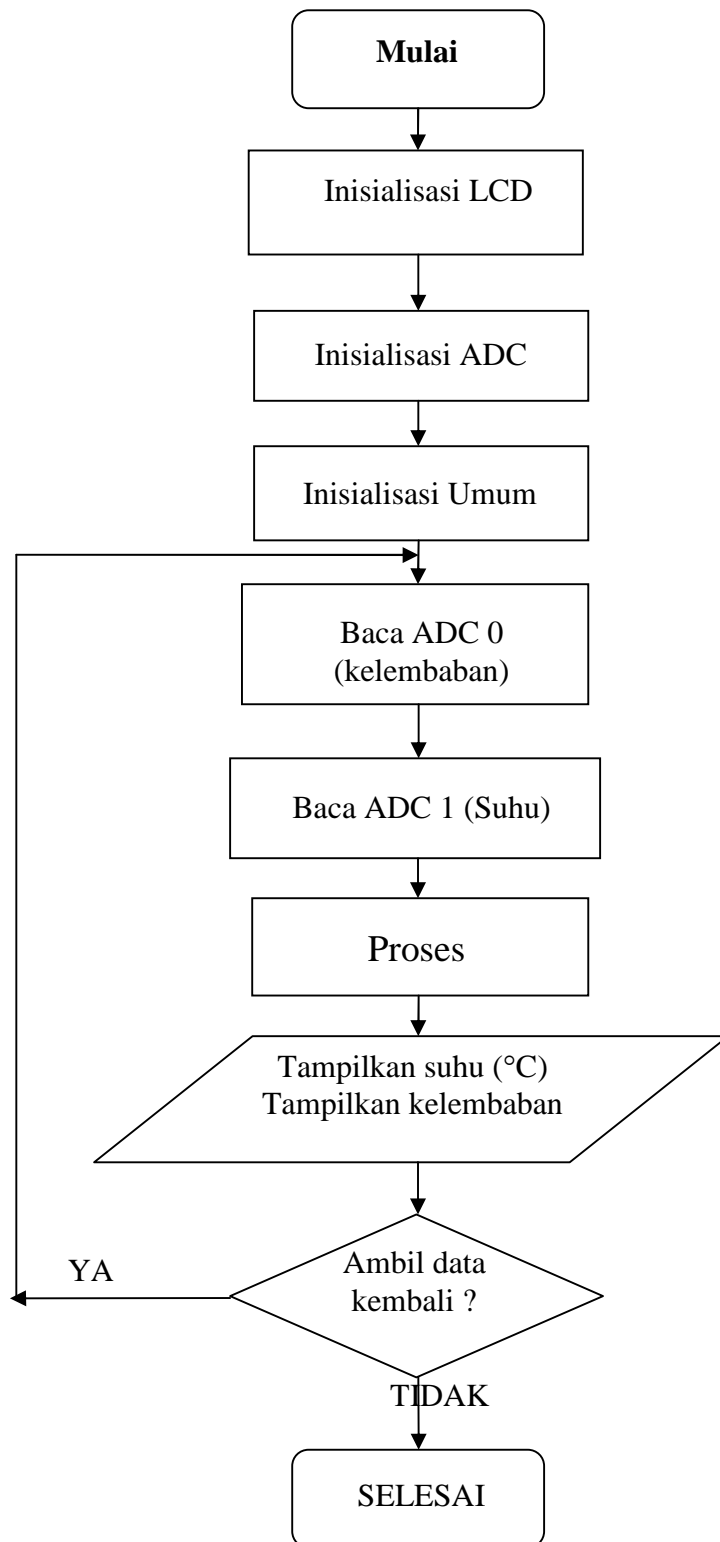 Mulai
Inisialisasi LCD
Inisialisasi ADC
Inisialisasi Umum
Baca ADC 0
(kelembaban)
Baca ADC 1 (Suhu)
Proses
Tampilkan suhu (°C)
Tampilkan kelembaban
Ambil data
kembali ?
YA
TIDAK
SELESAI